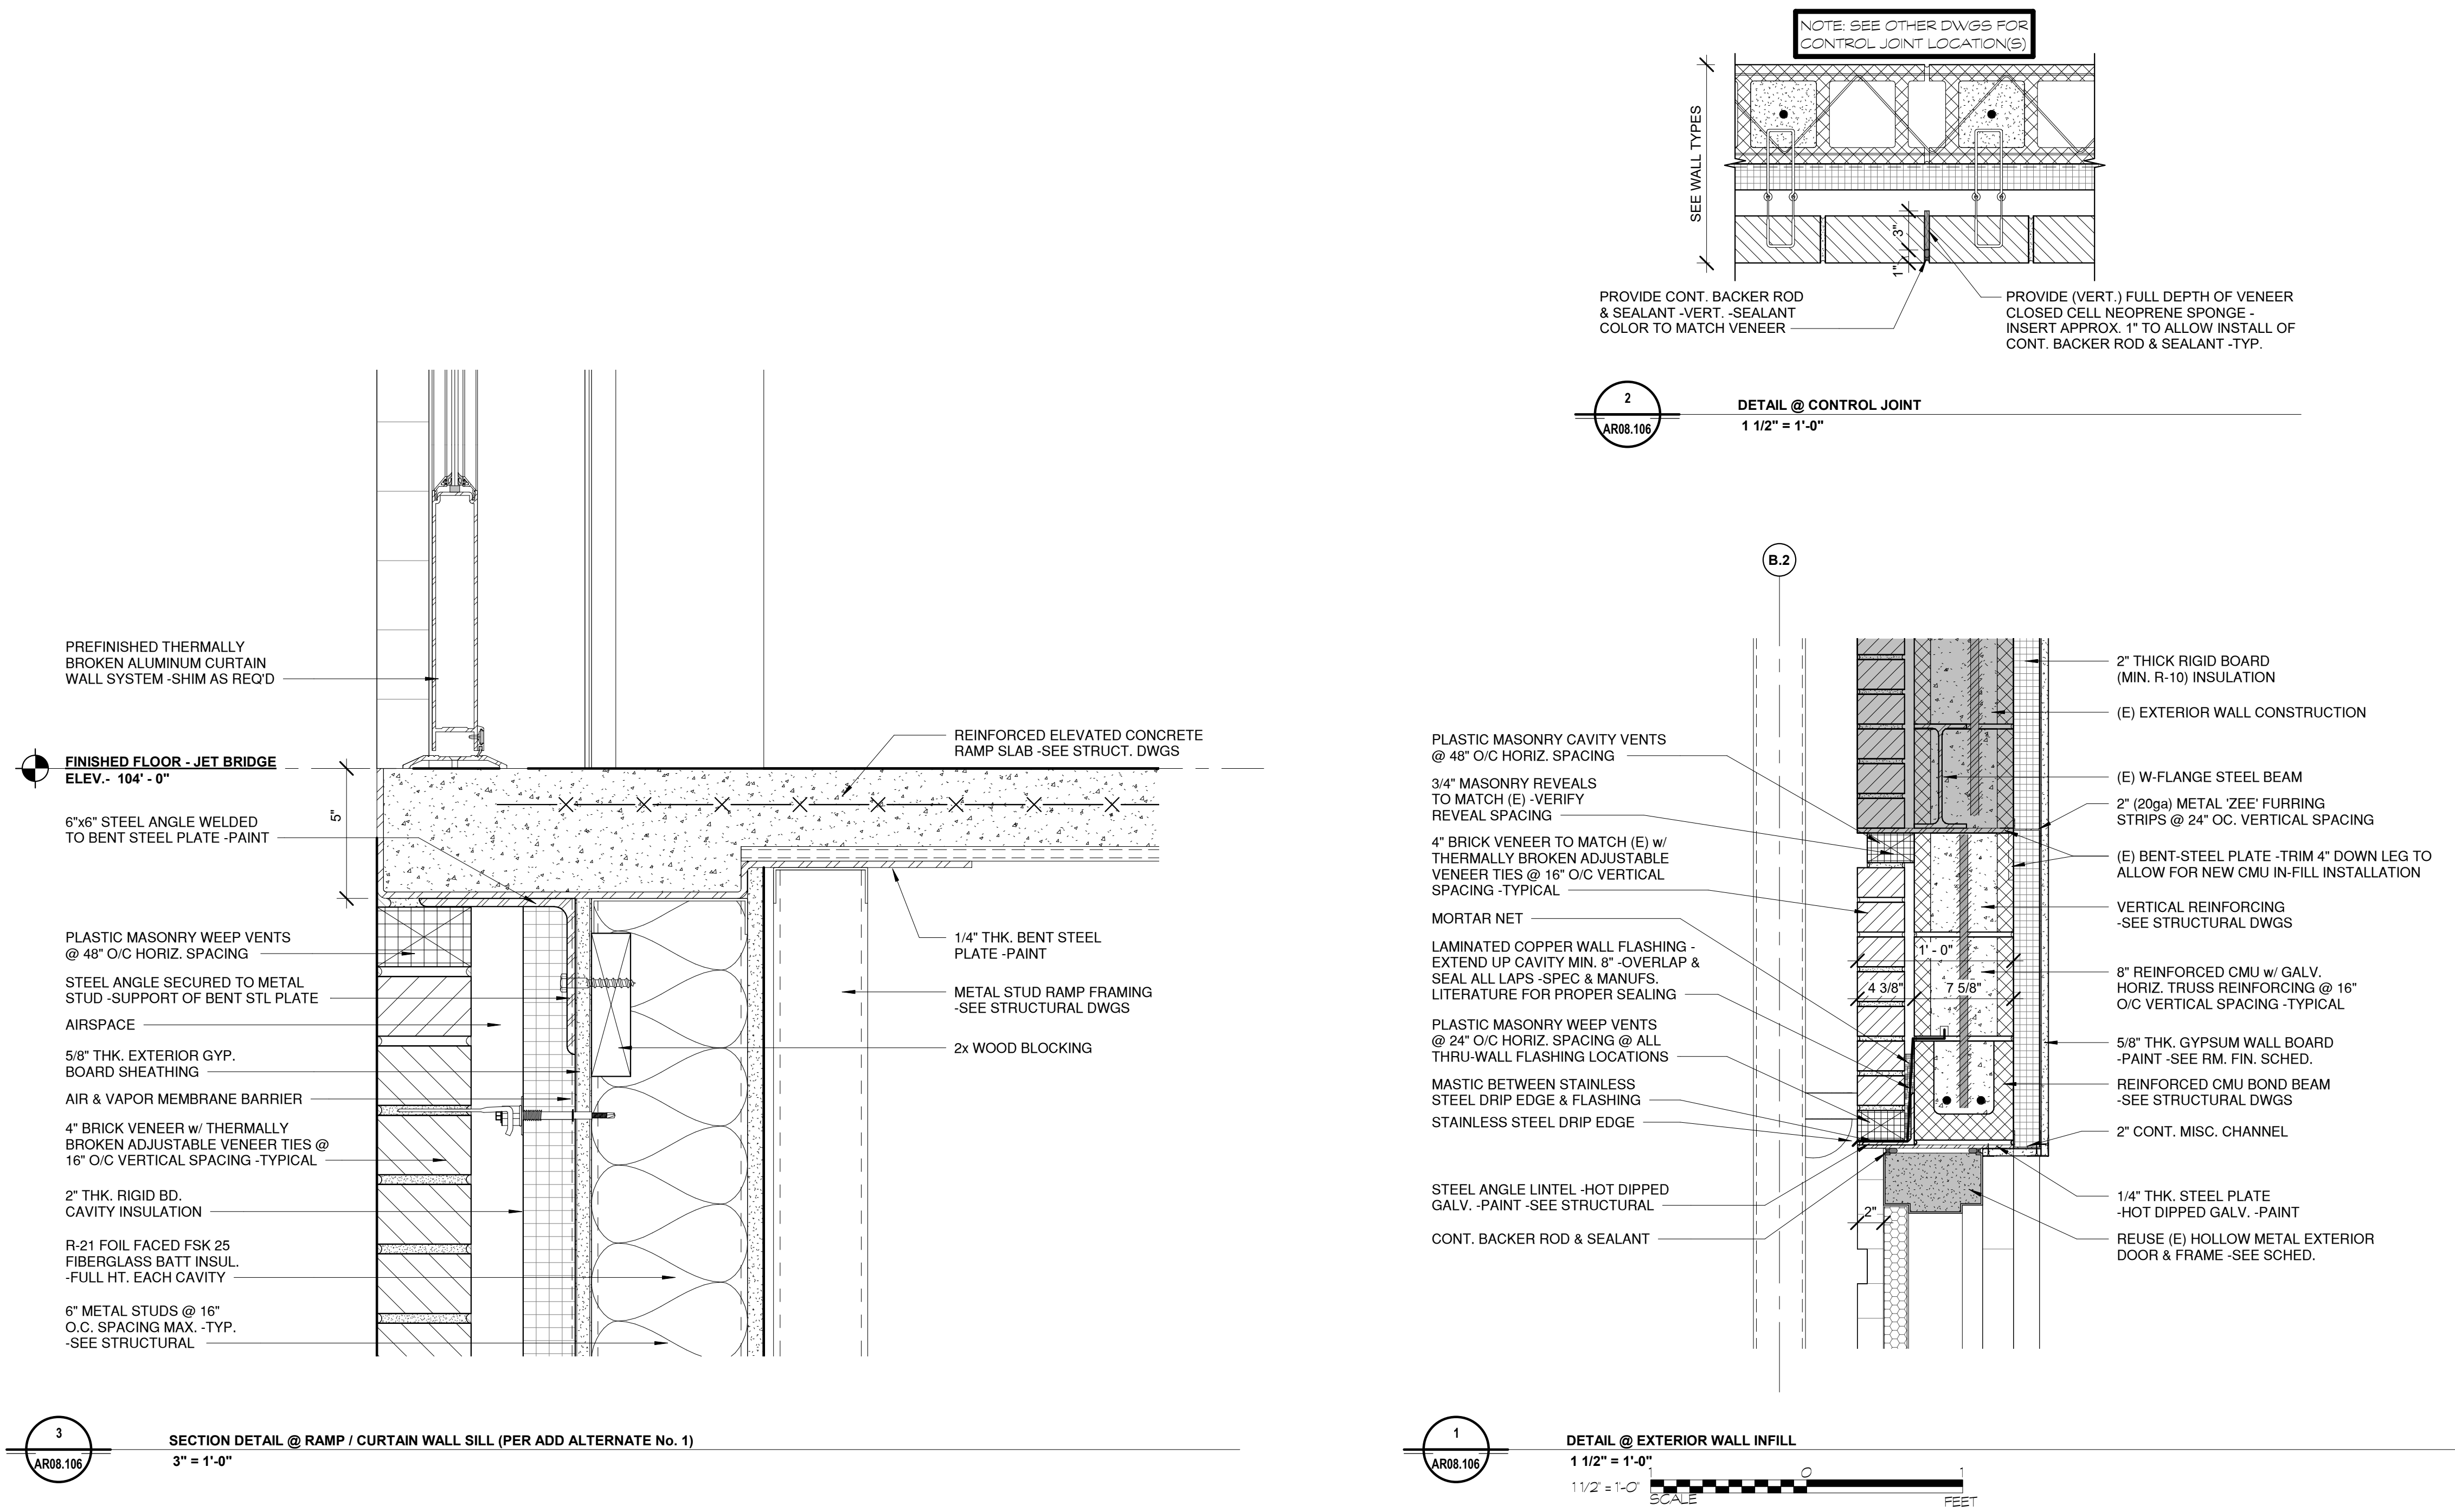 NOTE: SEE OTHER DWGS FOR
CONTROL JOINT LOCATION(S)
SEE WALL TYPES
3"
1"
PROVIDE CONT. BACKER ROD
& SEALANT -VERT. -SEALANT
COLOR TO MATCH VENEER
PROVIDE (VERT.) FULL DEPTH OF VENEER
CLOSED CELL NEOPRENE SPONGE -
INSERT APPROX. 1" TO ALLOW INSTALL OF
CONT. BACKER ROD & SEALANT -TYP.
2
AR08.106
DETAIL @ CONTROL JOINT
1 1/2" = 1'-0"
PREFINISHED THERMALLY
BROKEN ALUMINUM CURTAIN
WALL SYSTEM -SHIM AS REQ'D
FINISHED FLOOR - JET BRIDGE
ELEV.- 104' - 0"
5"
6"x6" STEEL ANGLE WELDED
TO BENT STEEL PLATE -PAINT
PLASTIC MASONRY WEEP VENTS
@ 48" O/C HORIZ. SPACING
STEEL ANGLE SECURED TO METAL
STUD -SUPPORT OF BENT STL PLATE
AIRSPACE
5/8" THK. EXTERIOR GYP.
BOARD SHEATHING
AIR & VAPOR MEMBRANE BARRIER
4" BRICK VENEER w/ THERMALLY
BROKEN ADJUSTABLE VENEER TIES @
16" O/C VERTICAL SPACING -TYPICAL
2" THK. RIGID BD.
CAVITY INSULATION
R-21 FOIL FACED FSK 25
FIBERGLASS BATT INSUL.
-FULL HT. EACH CAVITY
6" METAL STUDS @ 16"
O.C. SPACING MAX. -TYP.
-SEE STRUCTURAL
REINFORCED ELEVATED CONCRETE
RAMP SLAB -SEE STRUCT. DWGS
1/4" THK. BENT STEEL
PLATE -PAINT
METAL STUD RAMP FRAMING
-SEE STRUCTURAL DWGS
2x WOOD BLOCKING
3
AR08.106
SECTION DETAIL @ RAMP / CURTAIN WALL SILL (PER ADD ALTERNATE No. 1)
3" = 1'-0"
B.2
PLASTIC MASONRY CAVITY VENTS
@ 48" O/C HORIZ. SPACING
3/4" MASONRY REVEALS
TO MATCH (E) -VERIFY
REVEAL SPACING
4" BRICK VENEER TO MATCH (E) w/
THERMALLY BROKEN ADJUSTABLE
VENEER TIES @ 16" O/C VERTICAL
SPACING -TYPICAL
MORTAR NET
LAMINATED COPPER WALL FLASHING -
EXTEND UP CAVITY MIN. 8" -OVERLAP &
SEAL ALL LAPS -SPEC & MANUFS.
LITERATURE FOR PROPER SEALING
PLASTIC MASONRY WEEP VENTS
@ 24" O/C HORIZ. SPACING @ ALL
THRU-WALL FLASHING LOCATIONS
MASTIC BETWEEN STAINLESS
STEEL DRIP EDGE & FLASHING
STAINLESS STEEL DRIP EDGE
STEEL ANGLE LINTEL -HOT DIPPED
GALV. -PAINT -SEE STRUCTURAL
CONT. BACKER ROD & SEALANT
1' - 0"
4 3/8"
7 5/8"
2"
2" THICK RIGID BOARD
(MIN. R-10) INSULATION
(E) EXTERIOR WALL CONSTRUCTION
(E) W-FLANGE STEEL BEAM
2" (20ga) METAL 'ZEE' FURRING
STRIPS @ 24" OC. VERTICAL SPACING
(E) BENT-STEEL PLATE -TRIM 4" DOWN LEG TO
ALLOW FOR NEW CMU IN-FILL INSTALLATION
VERTICAL REINFORCING
-SEE STRUCTURAL DWGS
8" REINFORCED CMU w/ GALV.
HORIZ. TRUSS REINFORCING @ 16"
O/C VERTICAL SPACING -TYPICAL
5/8" THK. GYPSUM WALL BOARD
-PAINT -SEE RM. FIN. SCHED.
REINFORCED CMU BOND BEAM
-SEE STRUCTURAL DWGS
2" CONT. MISC. CHANNEL
1/4" THK. STEEL PLATE
-HOT DIPPED GALV. -PAINT
REUSE (E) HOLLOW METAL EXTERIOR
DOOR & FRAME -SEE SCHED.
1
AR08.106
DETAIL @ EXTERIOR WALL INFILL
1 1/2" = 1'-0"
1 1/2" = 1'-0"
1 0 1
SCALE FEET